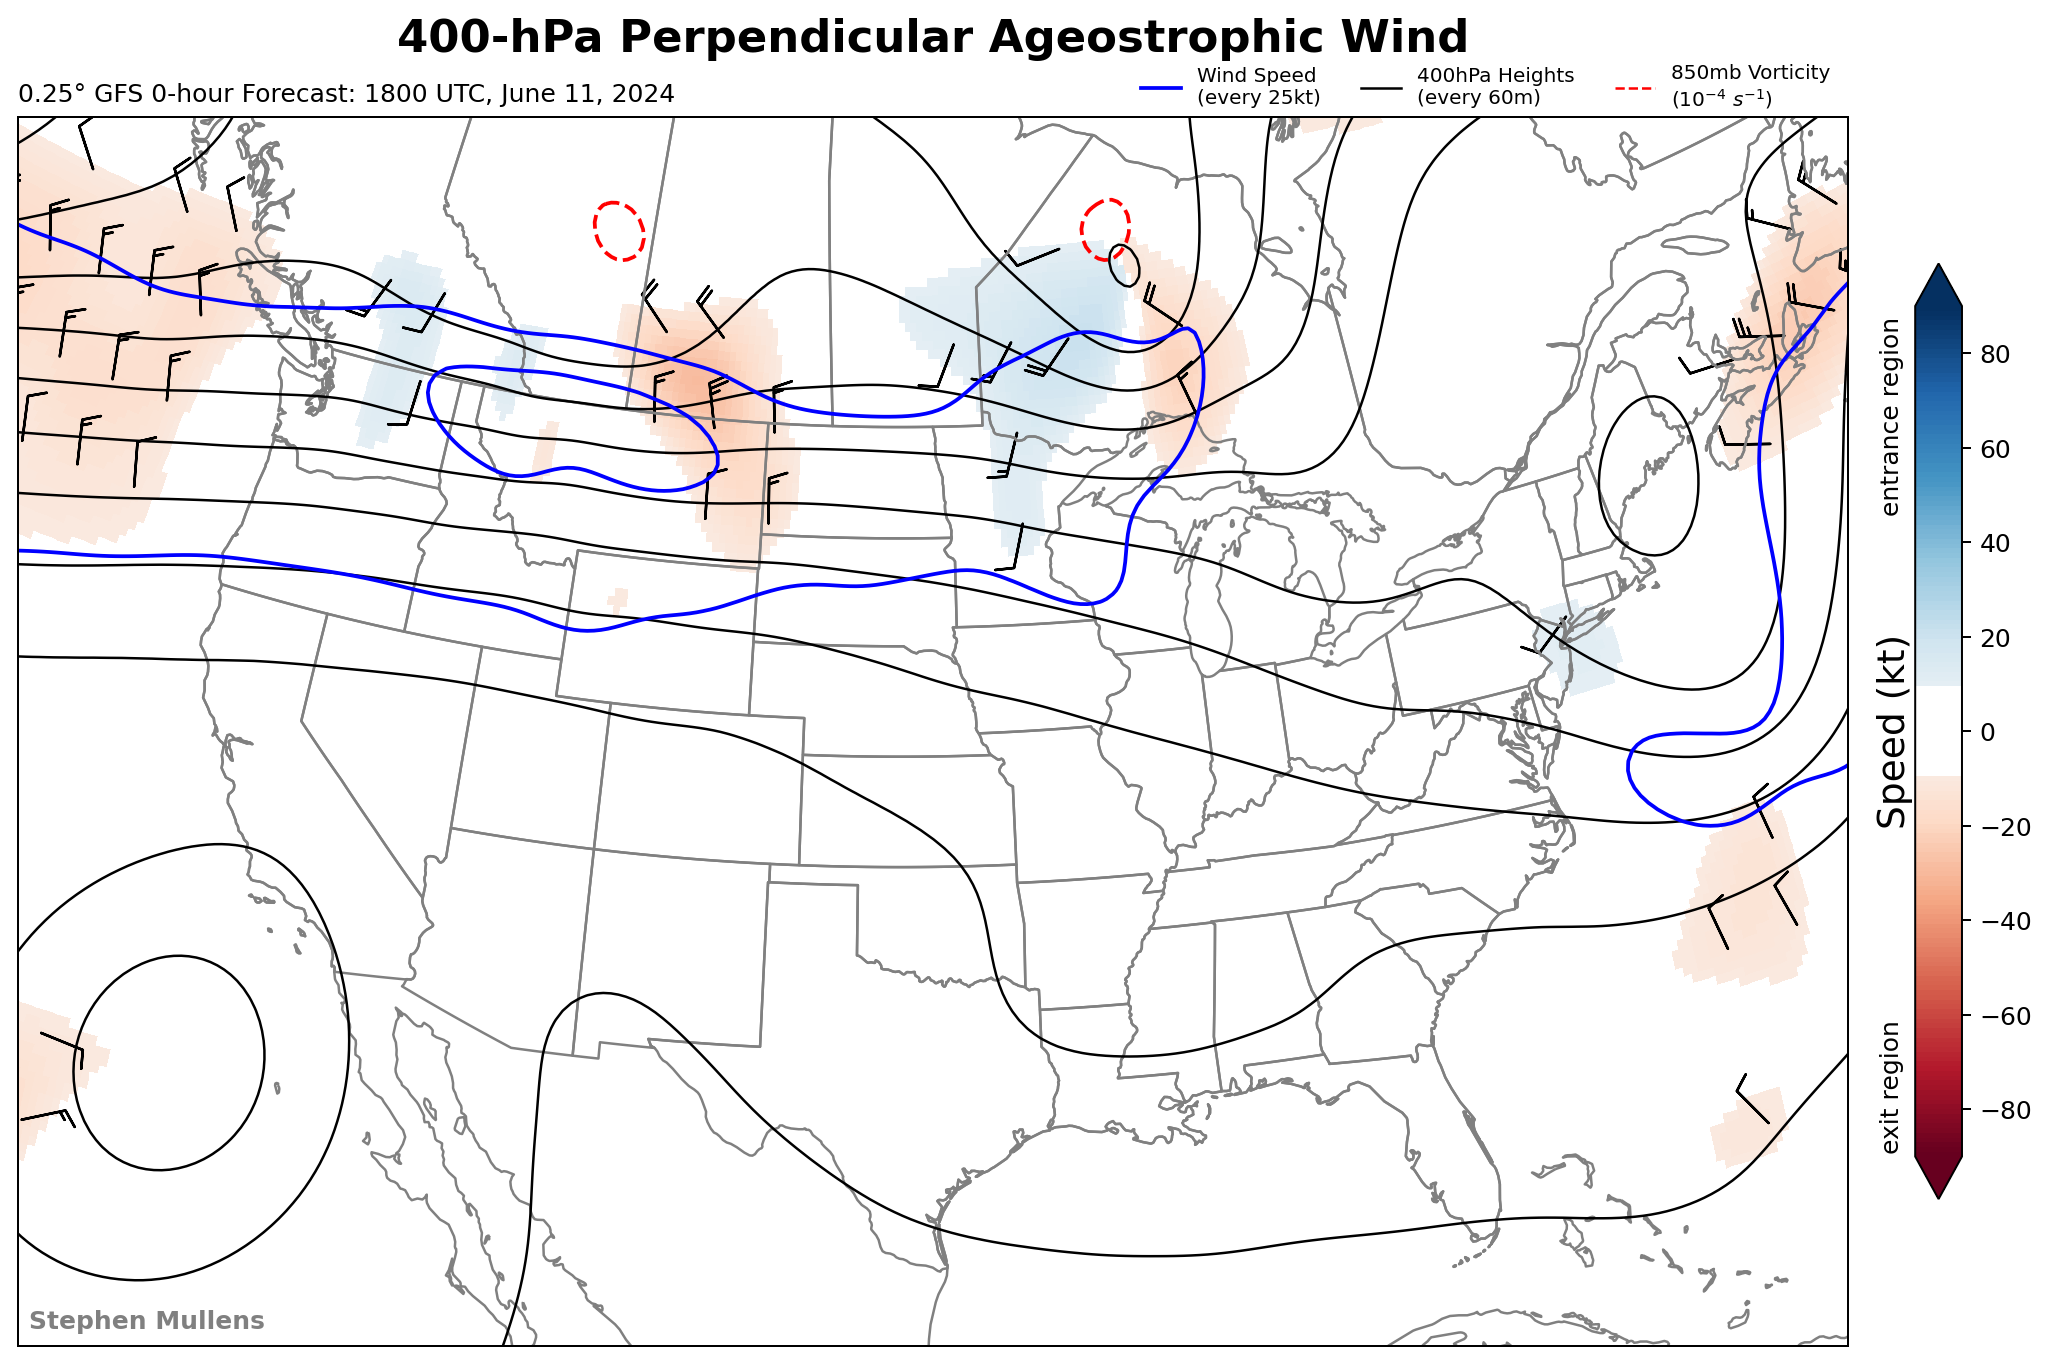 400-hPa Perpendicular Ageostrophic Wind
0.25° GFS 0-hour Forecast: 1800 UTC, June 11, 2024
Wind Speed
(every 25kt)
400hPa Heights
(every 60m)
850mb Vorticity
(10⁻⁴ s⁻¹)
entrance region
Speed (kt)
exit region
80
60
40
20
0
−20
−40
−60
−80
Stephen Mullens